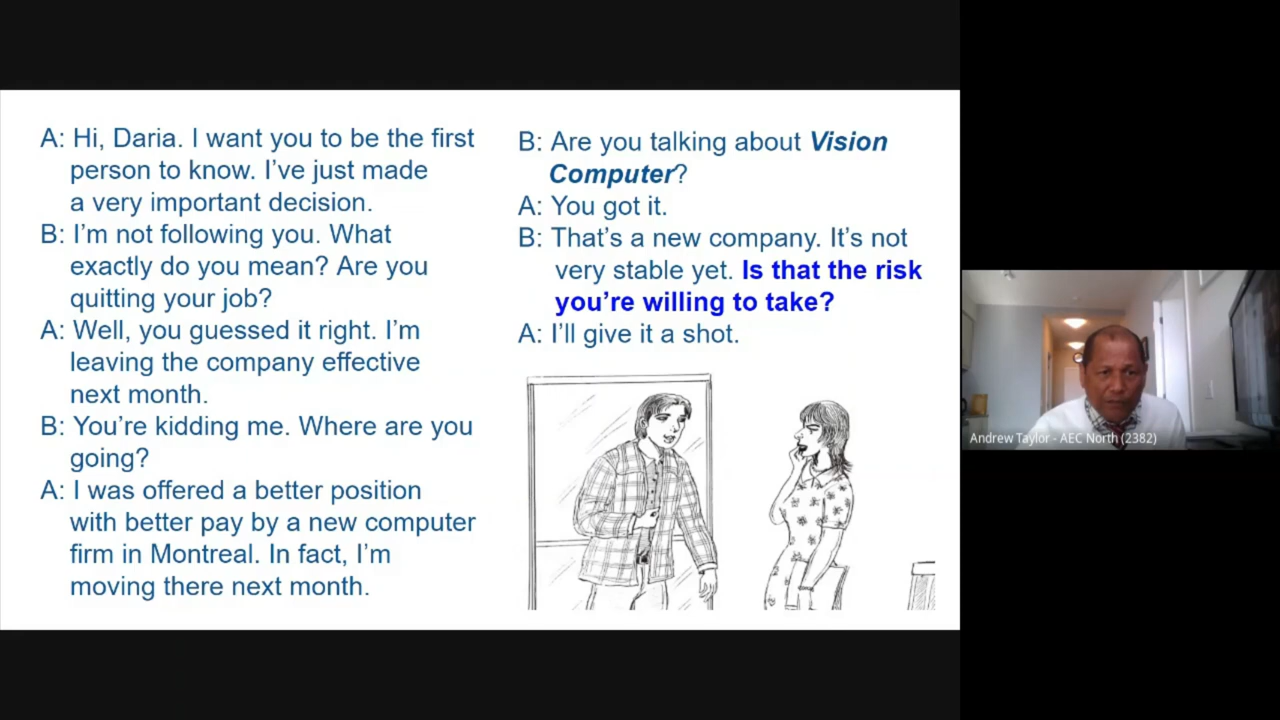 A: Hi, Daria. I want you to be the first
person to know. I've just made
a very important decision.
B: I'm not following you. What
exactly do you mean? Are you
quitting your job?
A: Well, you guessed it right. I'm
leaving the company effective
next month.
B: You're kidding me. Where are you
going?
A: I was offered a better position
with better pay by a new computer
firm in Montreal. In fact, I'm
moving there next month.
B: Are you talking about Vision
Computer?
A: You got it.
B: That's a new company. It's not
very stable yet. Is that the risk
you're willing to take?
A: I'll give it a shot.
Andrew Taylor - AEC North (2382)